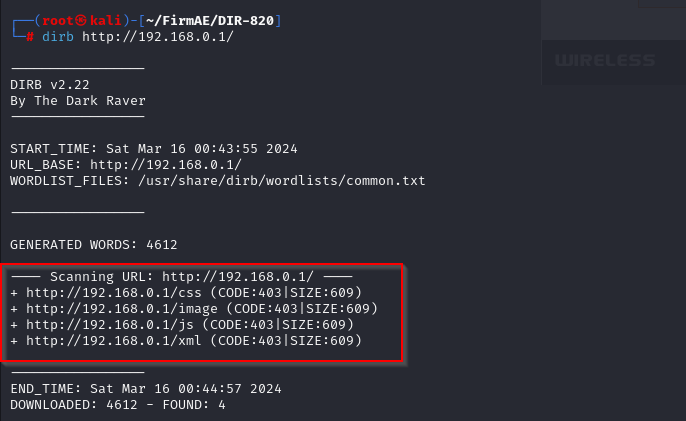 ┌──(root㉿kali)-[~/FirmAE/DIR-820]
└─# dirb http://192.168.0.1/
WIRELESS
-----------------
DIRB v2.22
By The Dark Raver
-----------------
START_TIME: Sat Mar 16 00:43:55 2024
URL_BASE: http://192.168.0.1/
WORDLIST_FILES: /usr/share/dirb/wordlists/common.txt
-----------------
GENERATED WORDS: 4612
---- Scanning URL: http://192.168.0.1/ ----
+ http://192.168.0.1/css (CODE:403|SIZE:609)
+ http://192.168.0.1/image (CODE:403|SIZE:609)
+ http://192.168.0.1/js (CODE:403|SIZE:609)
+ http://192.168.0.1/xml (CODE:403|SIZE:609)
-----------------
END_TIME: Sat Mar 16 00:44:57 2024
DOWNLOADED: 4612 - FOUND: 4